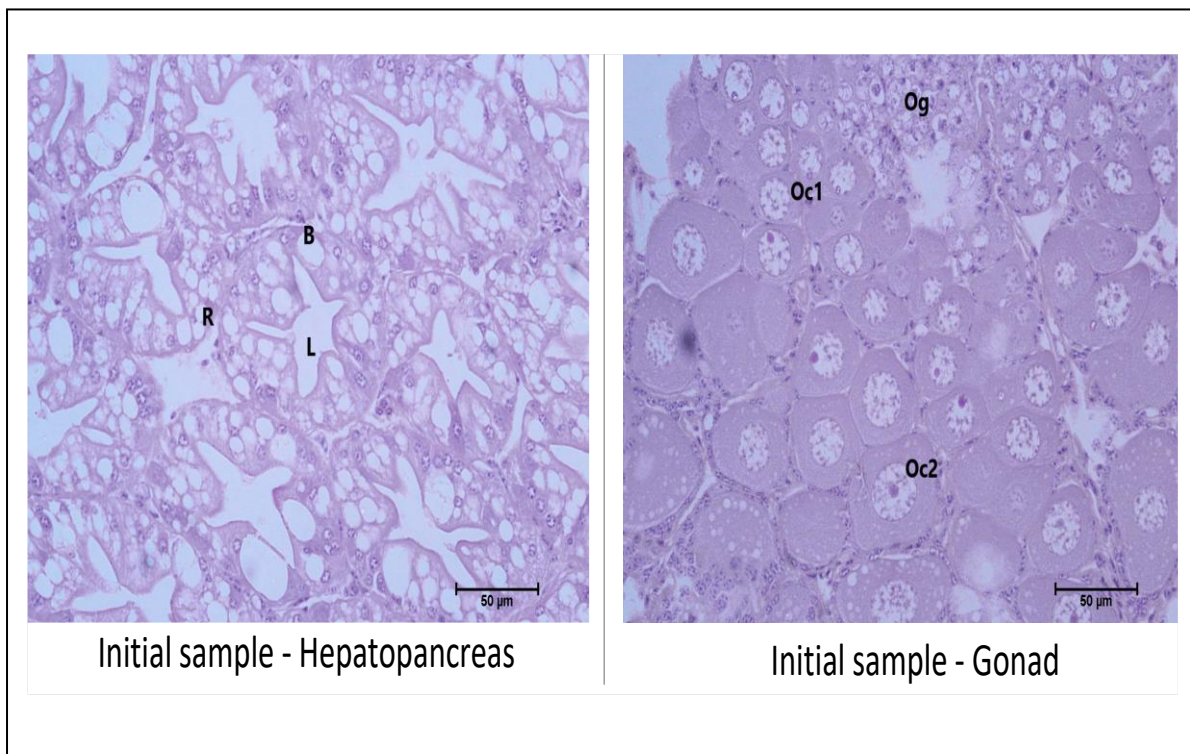 B
R
L
50 µm
Initial sample - Hepatopancreas
Og
Oc1
Oc2
50 µm
Initial sample - Gonad